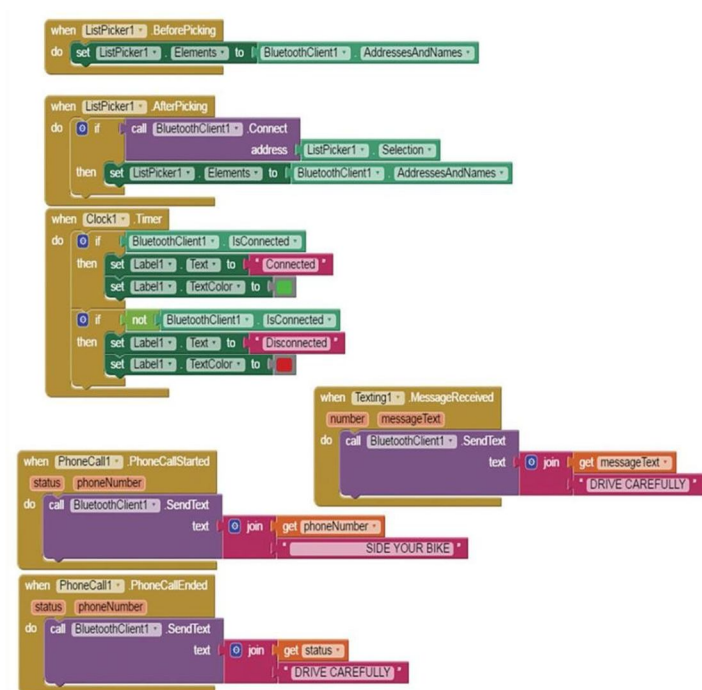 when ListPicker1 .BeforePicking
do set ListPicker1 . Elements to BluetoothClient1 . AddressesAndNames
when ListPicker1 .AfterPicking
do if call BluetoothClient1 .Connect
address ListPicker1 . Selection
then set ListPicker1 . Elements to BluetoothClient1 . AddressesAndNames
when Clock1 .Timer
do if BluetoothClient1 . IsConnected
then set Label1 . Text to " Connected "
set Label1 . TextColor to
if not BluetoothClient1 . IsConnected
then set Label1 . Text to " Disconnected "
set Label1 . TextColor to
when Texting1 .MessageReceived
number messageText
do call BluetoothClient1 .SendText
text join get messageText
" DRIVE CAREFULLY "
when PhoneCall1 .PhoneCallStarted
status phoneNumber
do call BluetoothClient1 .SendText
text join get phoneNumber
" SIDE YOUR BIKE "
when PhoneCall1 .PhoneCallEnded
status phoneNumber
do call BluetoothClient1 .SendText
text join get status
" DRIVE CAREFULLY "